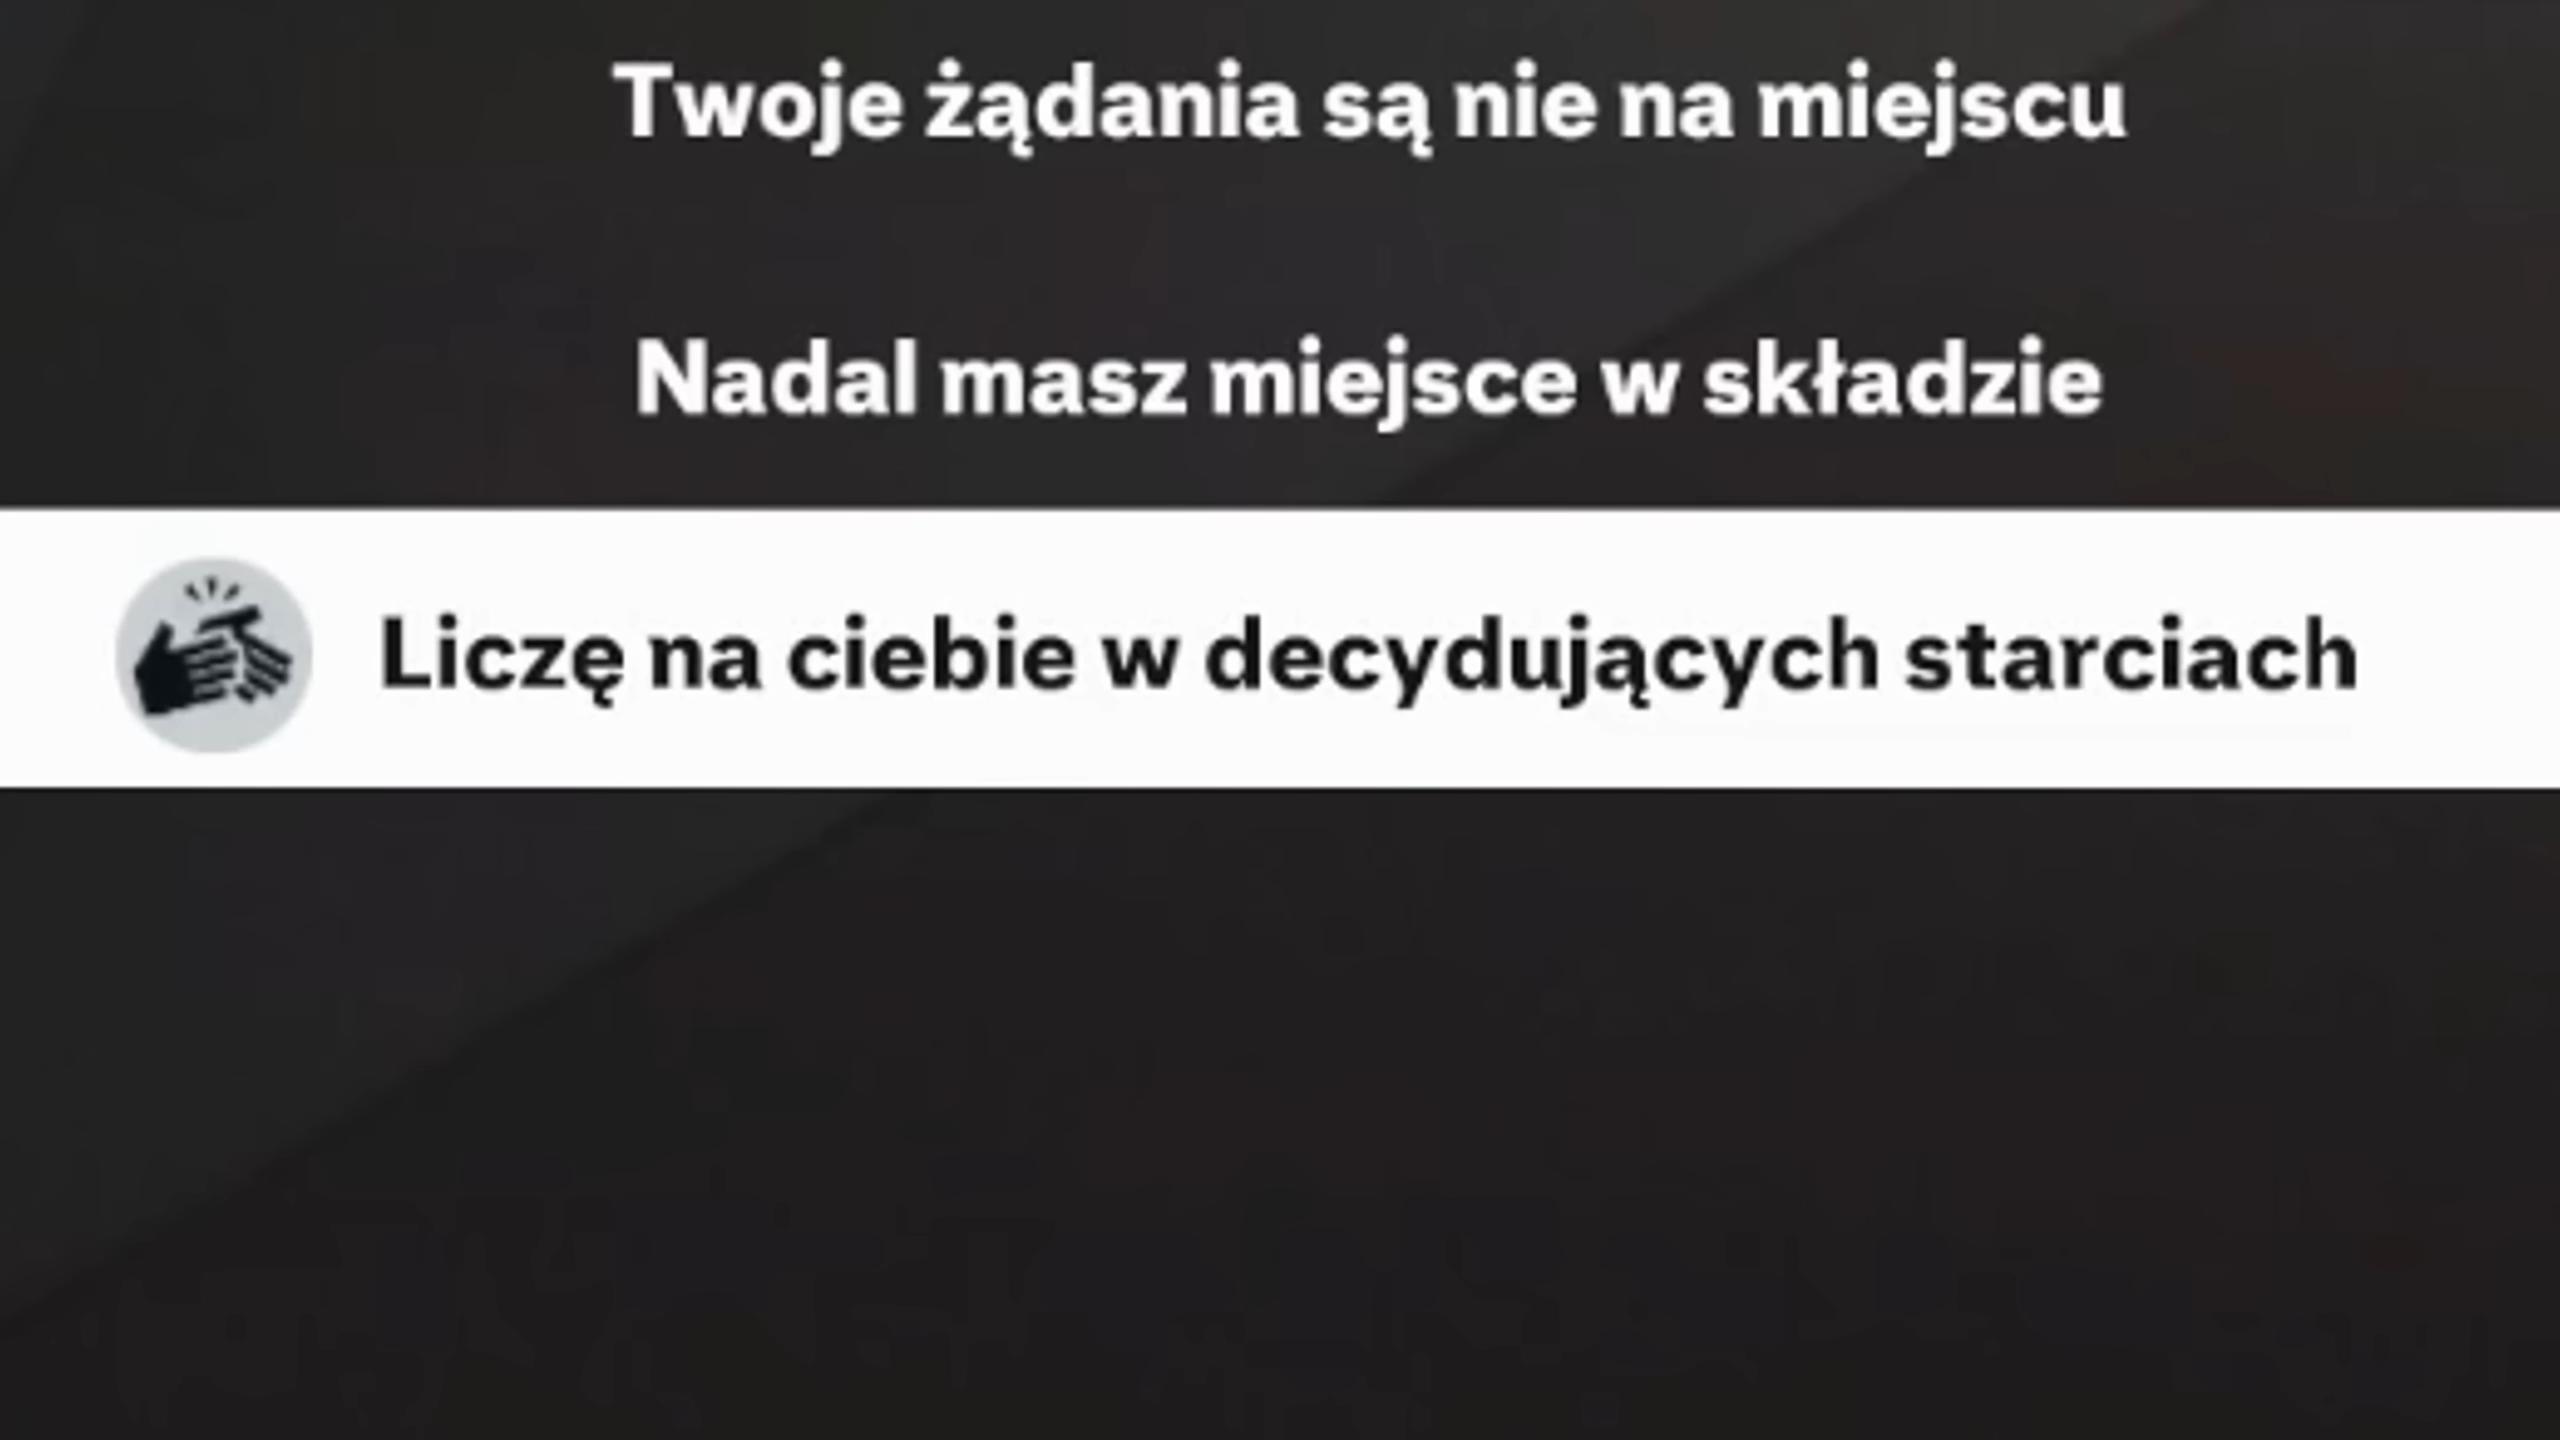 Twoje żądania są nie na miejscu
Nadal masz miejsce w składzie
Liczę na ciebie w decydujących starciach